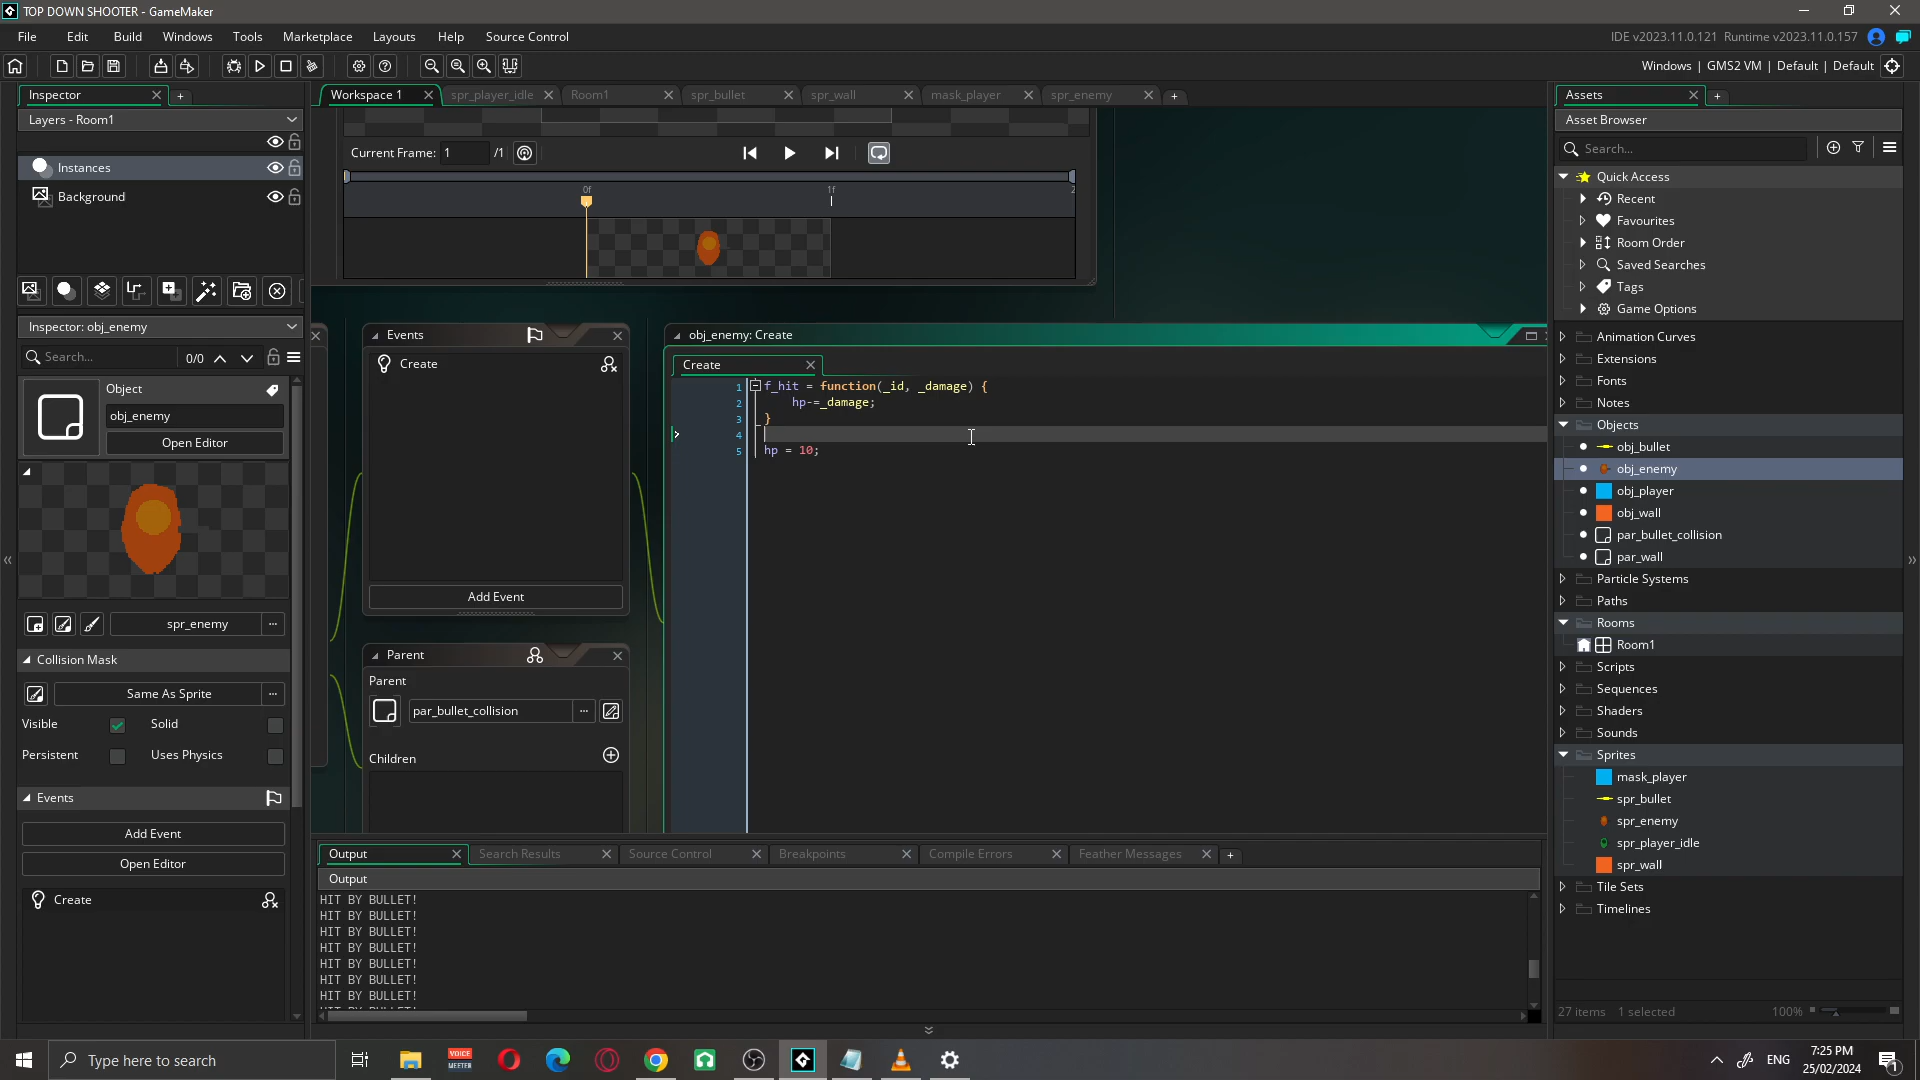 TOP DOWN SHOOTER - GameMaker
File Edit Build Windows Tools Marketplace Layouts Help Source Control
IDE v2023.11.0.121 Runtime v2023.11.0.157
Windows | GMS2 VM | Default | Default
Inspector
Layers - Room1
Instances
Background
Inspector: obj_enemy
Search... 0/0
Object
obj_enemy
Open Editor
spr_enemy ...
Collision Mask
Same As Sprite ...
Visible Solid
Persistent Uses Physics
Events
Add Event
Open Editor
Create
Workspace 1 spr_player_idle Room1 spr_bullet spr_wall mask_player spr_enemy
Current Frame: 1 /1
0f 1f 2
Events
Create
Add Event
Parent
Parent
par_bullet_collision ...
Children
obj_enemy: Create
Create
1 f_hit = function(_id, _damage) {
2 hp-=_damage;
3 }
4
5 hp = 10;
Output Search Results Source Control Breakpoints Compile Errors Feather Messages
Output
HIT BY BULLET!
HIT BY BULLET!
HIT BY BULLET!
HIT BY BULLET!
HIT BY BULLET!
HIT BY BULLET!
HIT BY BULLET!
HIT BY BULLET!
Assets
Asset Browser
Search...
Quick Access
Recent
Favourites
Room Order
Saved Searches
Tags
Game Options
Animation Curves
Extensions
Fonts
Notes
Objects
obj_bullet
obj_enemy
obj_player
obj_wall
par_bullet_collision
par_wall
Particle Systems
Paths
Rooms
Room1
Scripts
Sequences
Shaders
Sounds
Sprites
mask_player
spr_bullet
spr_enemy
spr_player_idle
spr_wall
Tile Sets
Timelines
27 items 1 selected 100%
Type here to search
VOICE
MEETER
ENG
7:25 PM
25/02/2024
1